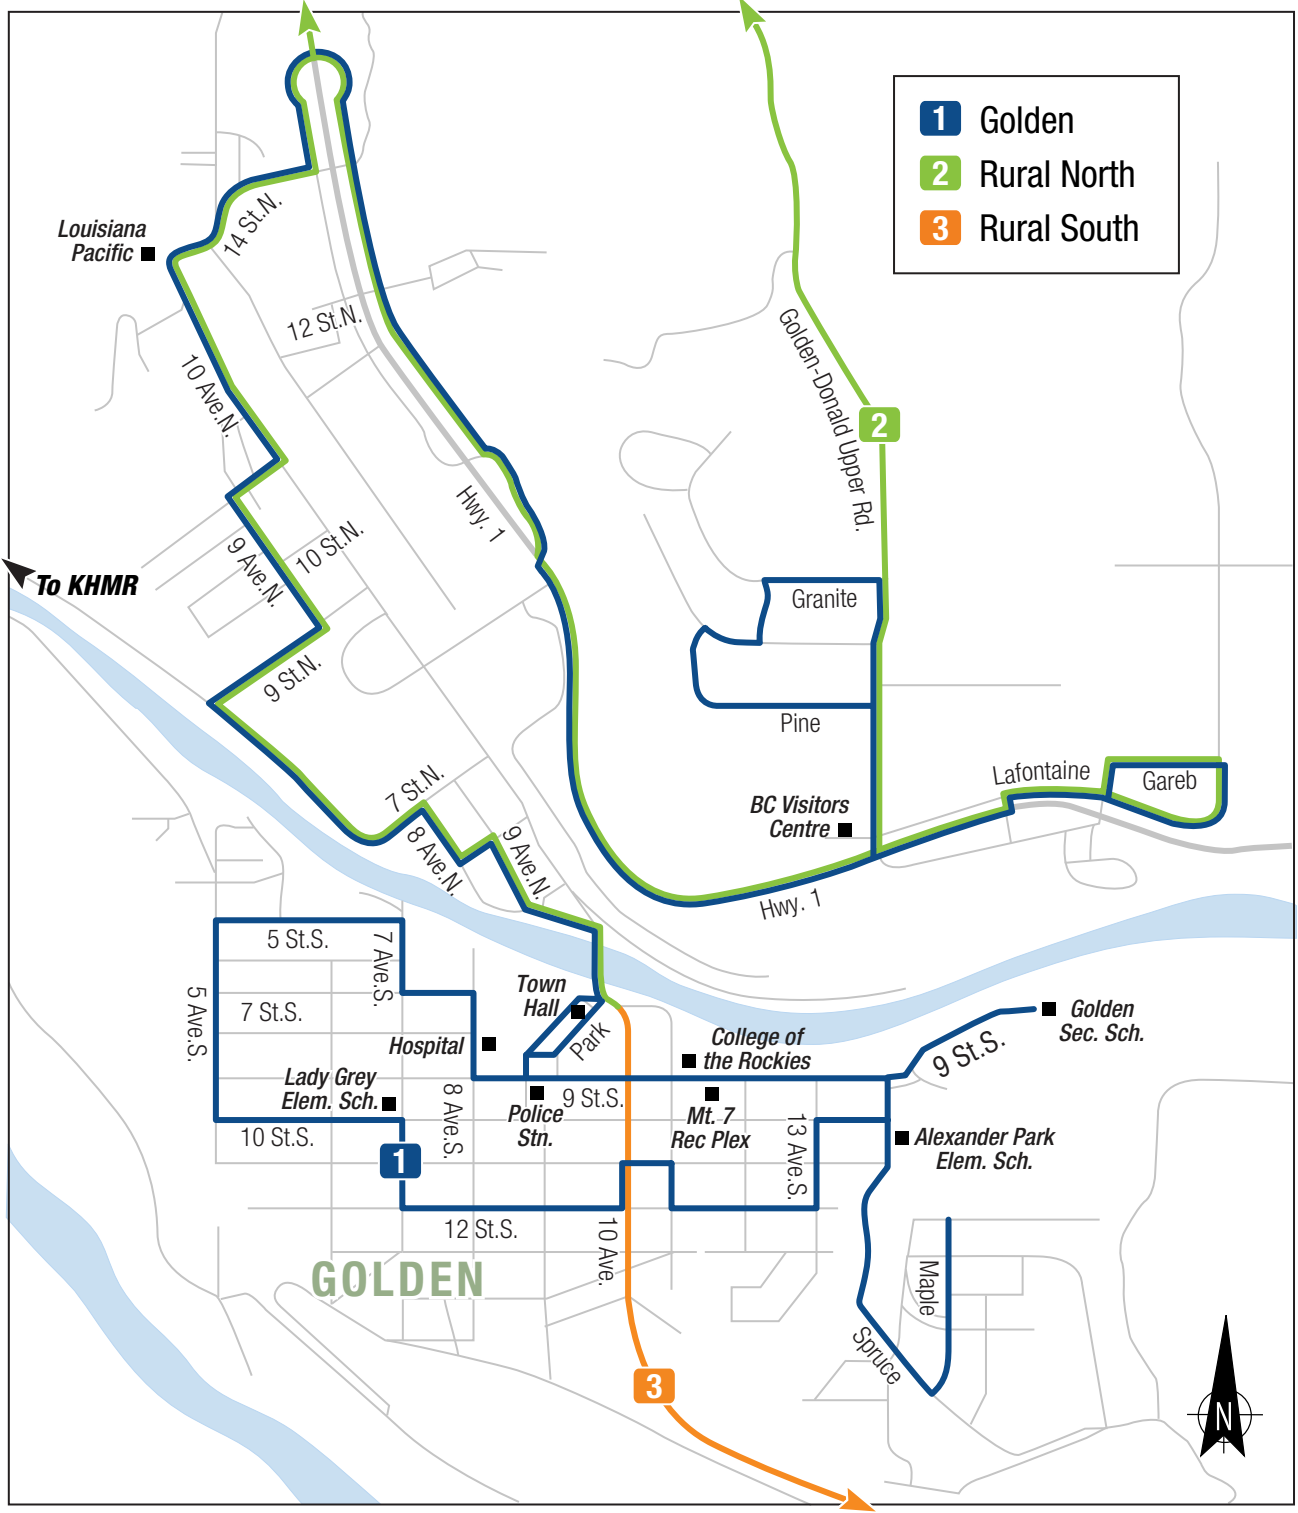 1 Golden
2 Rural North
3 Rural South
Louisiana
Pacific
14 St.N.
12 St.N.
10 Ave.N.
Hwy. 1
10 St.N.
9 Ave.N.
To KHMR
9 St.N.
Golden-Donald Upper Rd.
2
Granite
Pine
7 St.N.
8 Ave.N.
9 Ave.N.
Lafontaine
Gareb
BC Visitors
Centre
Hwy. 1
5 St.S.
7 Ave.S.
5 Ave.S.
7 St.S.
Town
Hall
Park
Hospital
College of
the Rockies
Golden
Sec. Sch.
9 St.S.
Lady Grey
Elem. Sch.
8 Ave.S.
9 St.S.
Police
Stn.
Mt. 7
Rec Plex
13 Ave.S.
Alexander Park
Elem. Sch.
10 St.S.
1
12 St.S.
10 Ave.
GOLDEN
Maple
Spruce
3
N